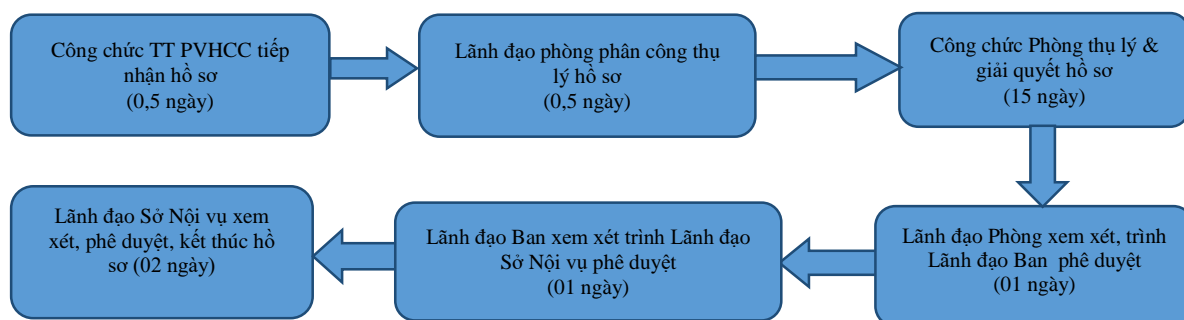 Công chức TT PVHCC tiếp
nhận hồ sơ
(0,5 ngày)
Lãnh đạo phòng phân công thụ
lý hồ sơ
(0,5 ngày)
Công chức Phòng thụ lý &
giải quyết hồ sơ
(15 ngày)
Lãnh đạo Phòng xem xét, trình
Lãnh đạo Ban phê duyệt
(01 ngày)
Lãnh đạo Ban xem xét trình Lãnh đạo
Sở Nội vụ phê duyệt
(01 ngày)
Lãnh đạo Sở Nội vụ xem
xét, phê duyệt, kết thúc hồ
sơ (02 ngày)